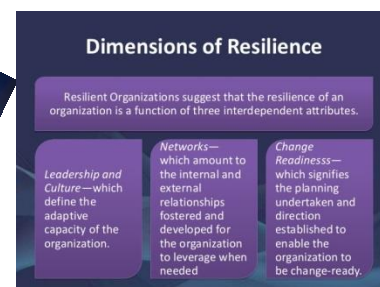 Dimensions of Resilience
Resilient Organizations suggest that the resilience of an
organization is a function of three interdependent attributes.
Leadership and
Culture—which
define the
adaptive
capacity of the
organization.
Networks—
which amount to
the internal and
external
relationships
fostered and
developed for
the organization
to leverage when
needed
Change
Readinesss—
which signifies
the planning
undertaken and
direction
established to
enable the
organization to
be change-ready.